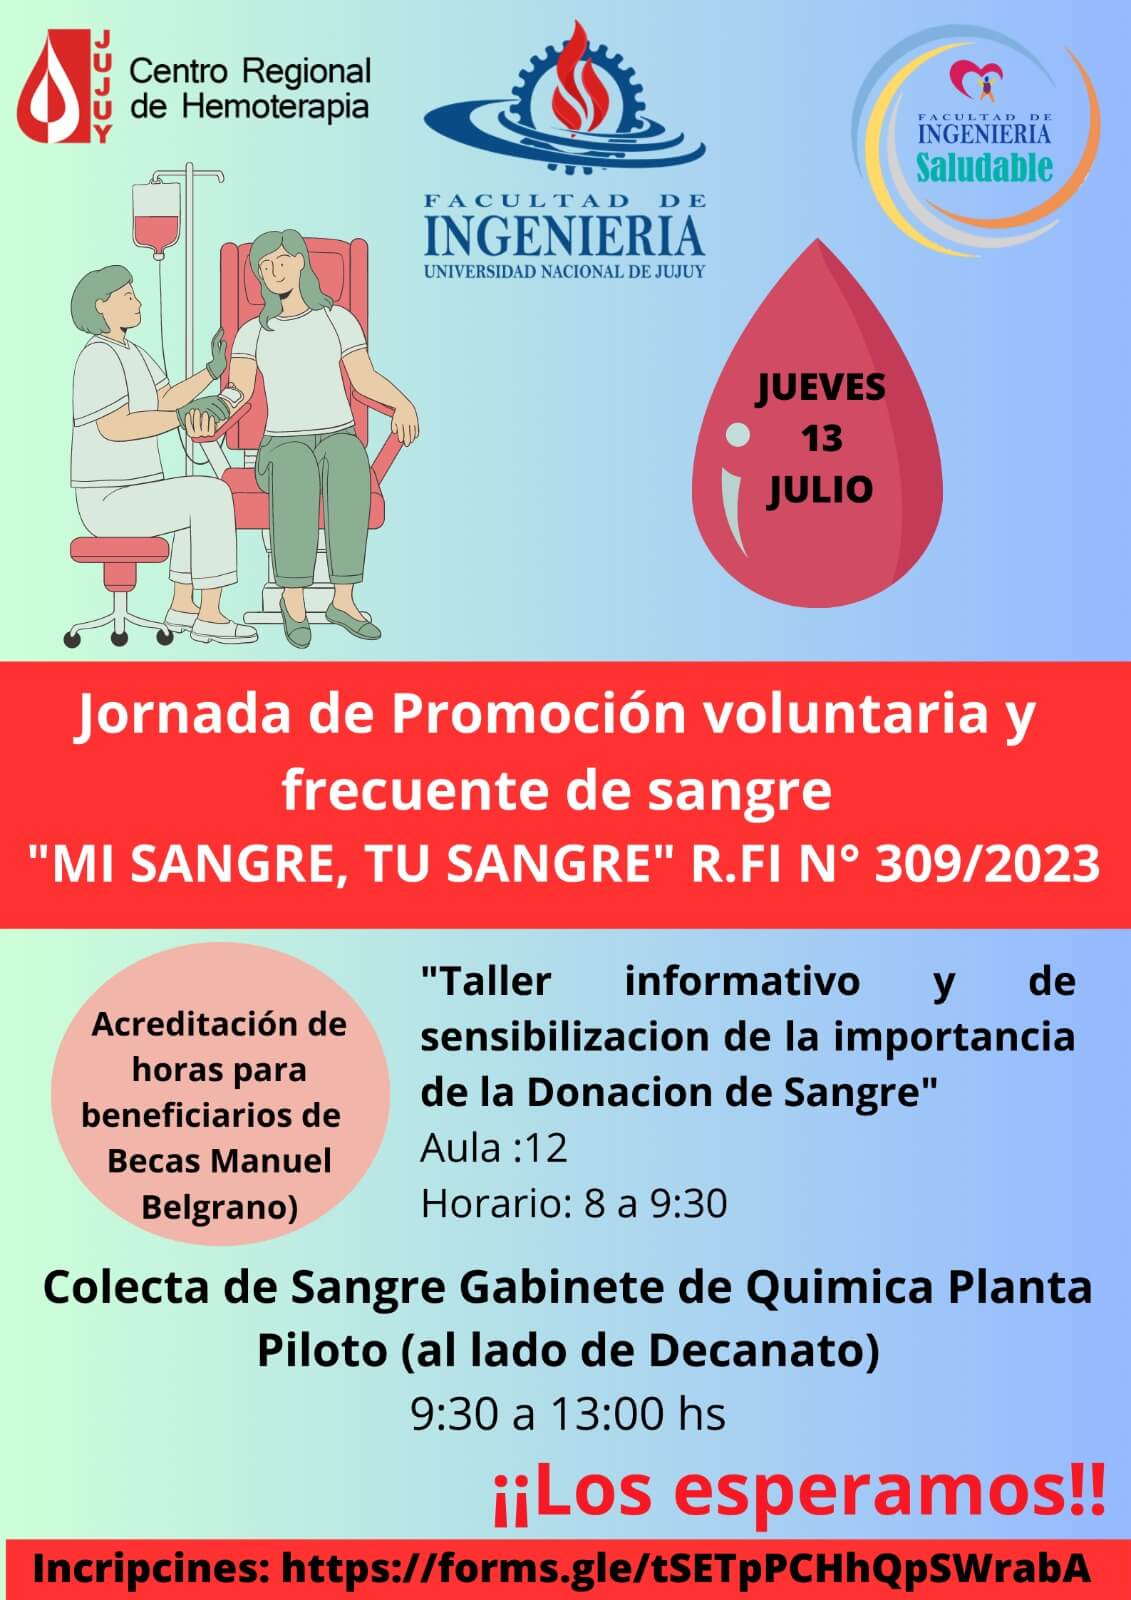 JUJUY
Centro Regional
de Hemoterapia
FACULTAD DE
INGENIERIA
UNIVERSIDAD NACIONAL DE JUJUY
FACULTAD DE
INGENIERIA
Saludable
JUEVES
13
JULIO
Jornada de Promoción voluntaria y
frecuente de sangre
"MI SANGRE, TU SANGRE" R.FI N° 309/2023
Acreditación de
horas para
beneficiarios de
Becas Manuel
Belgrano)
"Taller informativo y de
sensibilizacion de la importancia
de la Donacion de Sangre"
Aula :12
Horario: 8 a 9:30
Colecta de Sangre Gabinete de Quimica Planta
Piloto (al lado de Decanato)
9:30 a 13:00 hs
¡¡Los esperamos!!
Incripcines: https://forms.gle/tSETpPCHhQpSWrabA